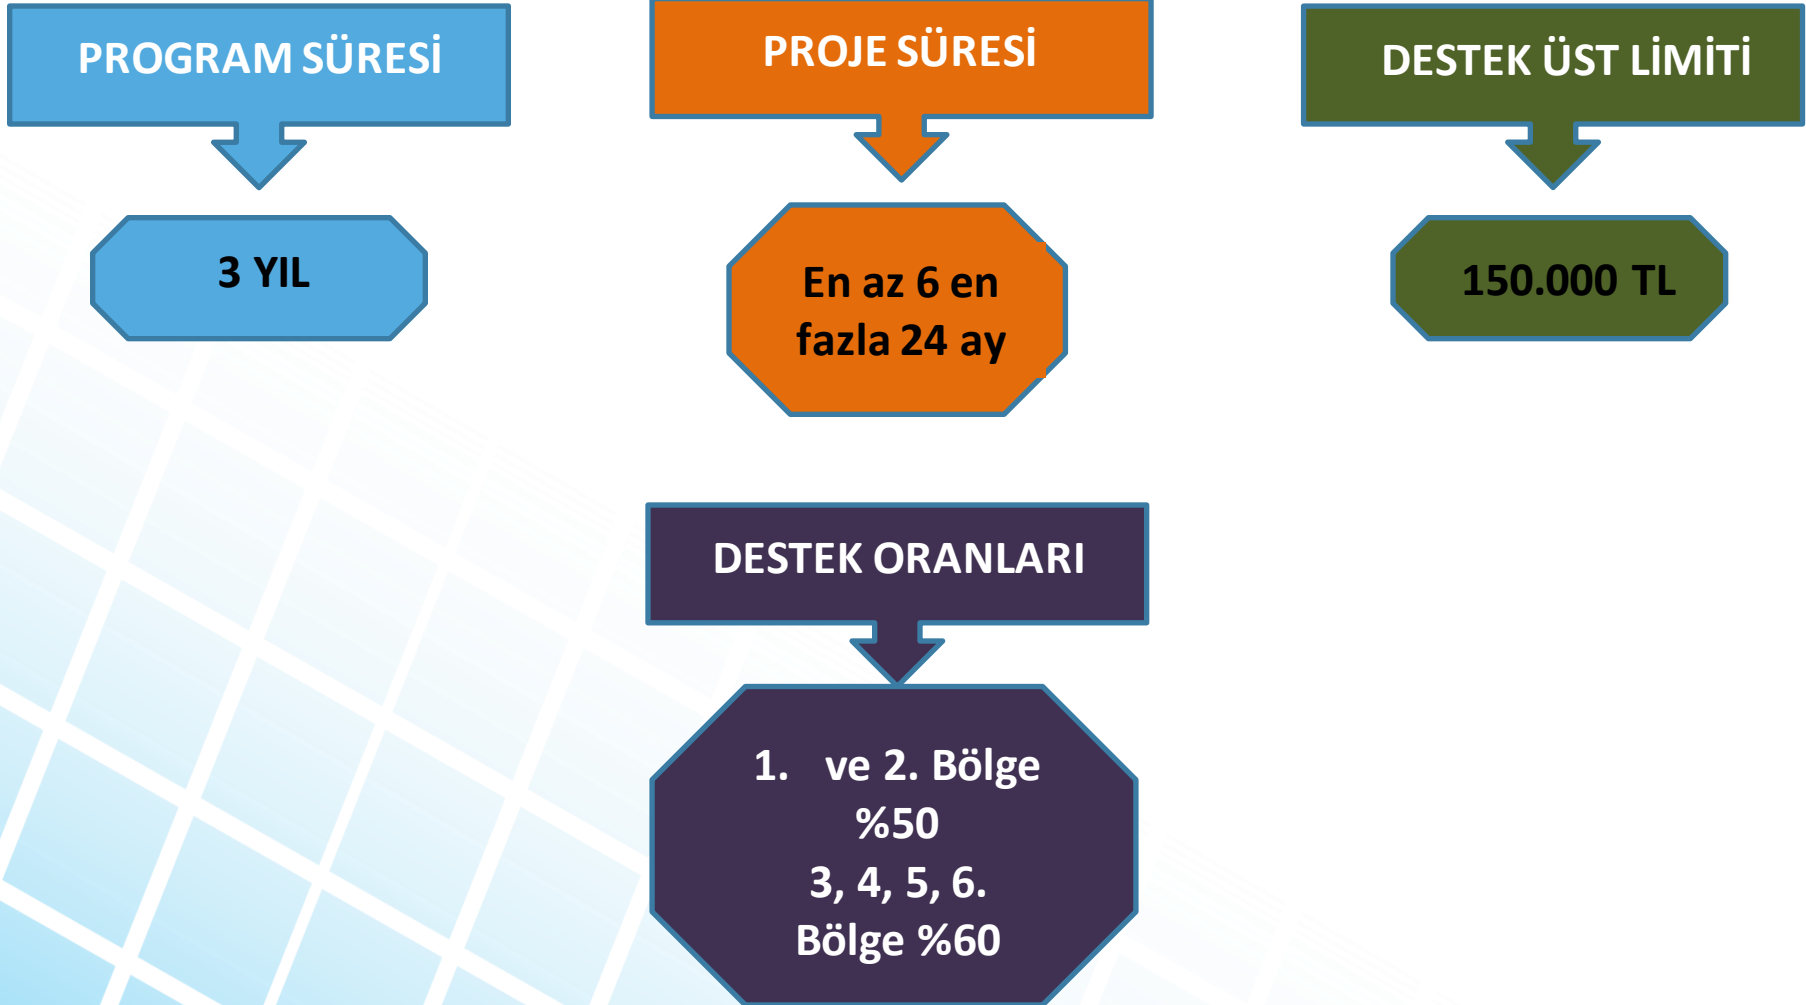 PROGRAM SÜRESİ
3 YIL
PROJE SÜRESİ
En az 6 en
fazla 24 ay
DESTEK ÜST LİMİTİ
150.000 TL
DESTEK ORANLARI
1. ve 2. Bölge
%50
3, 4, 5, 6.
Bölge %60